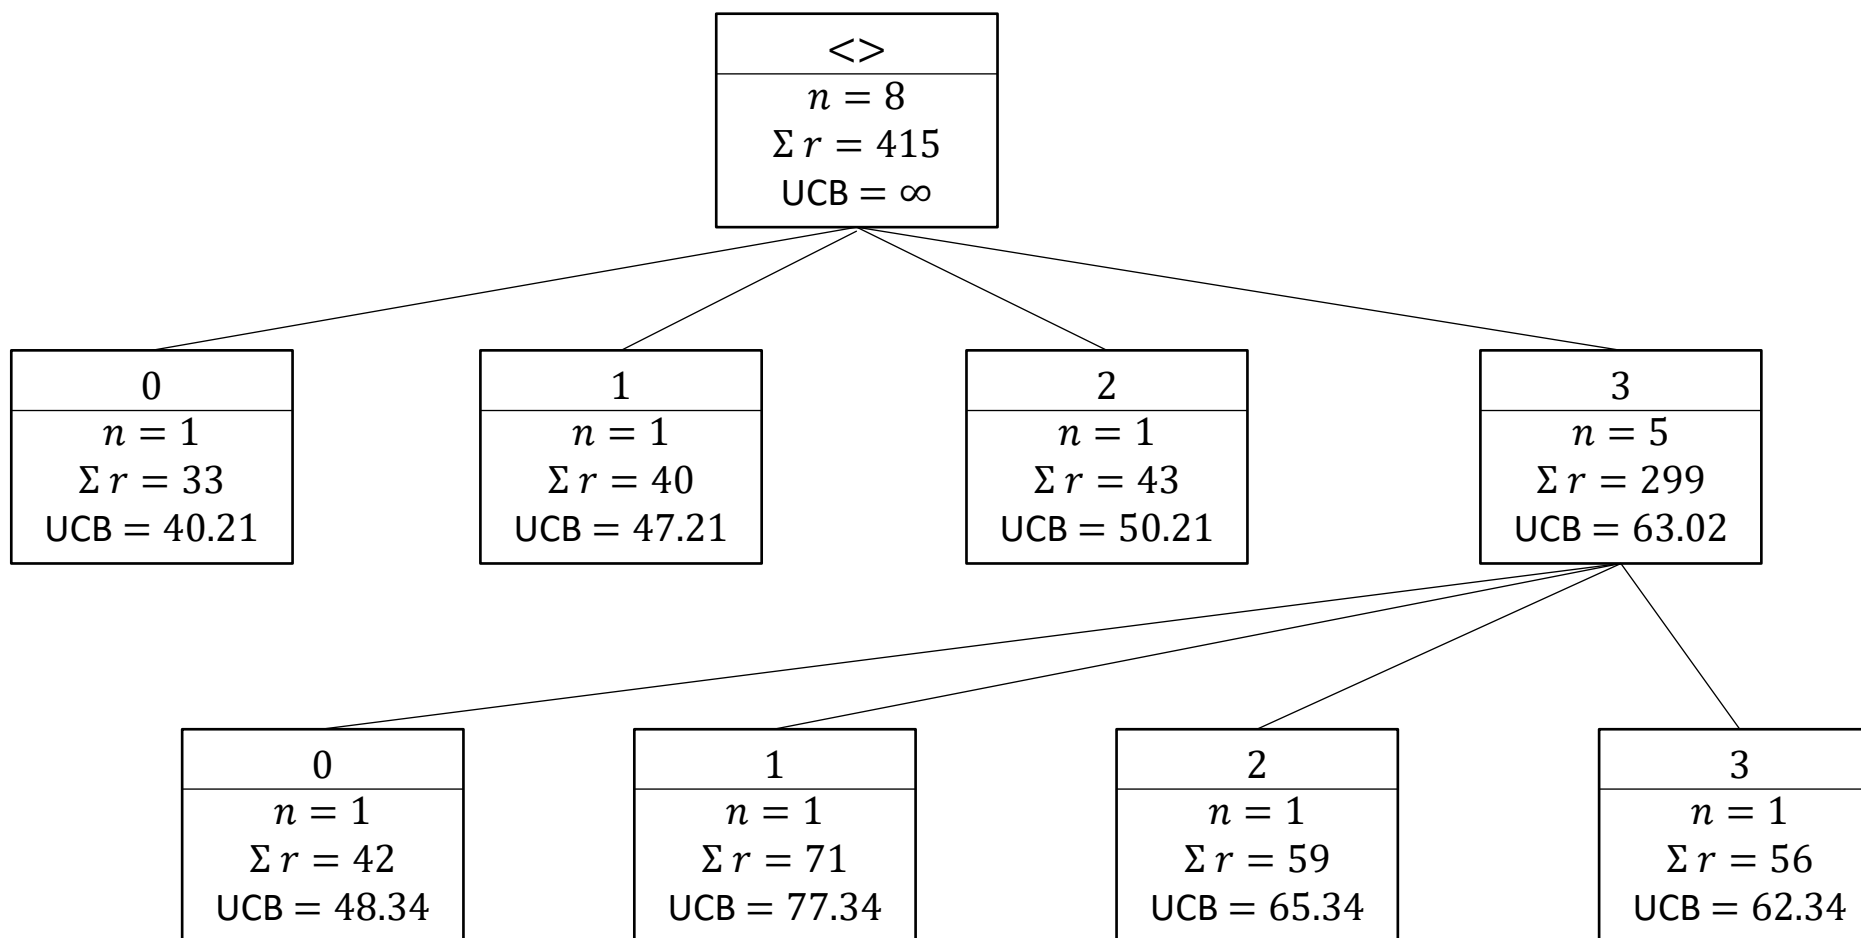 <>
n = 8
Σ r = 415
UCB = ∞
0
n = 1
Σ r = 33
UCB = 40.21
1
n = 1
Σ r = 40
UCB = 47.21
2
n = 1
Σ r = 43
UCB = 50.21
3
n = 5
Σ r = 299
UCB = 63.02
0
n = 1
Σ r = 42
UCB = 48.34
1
n = 1
Σ r = 71
UCB = 77.34
2
n = 1
Σ r = 59
UCB = 65.34
3
n = 1
Σ r = 56
UCB = 62.34